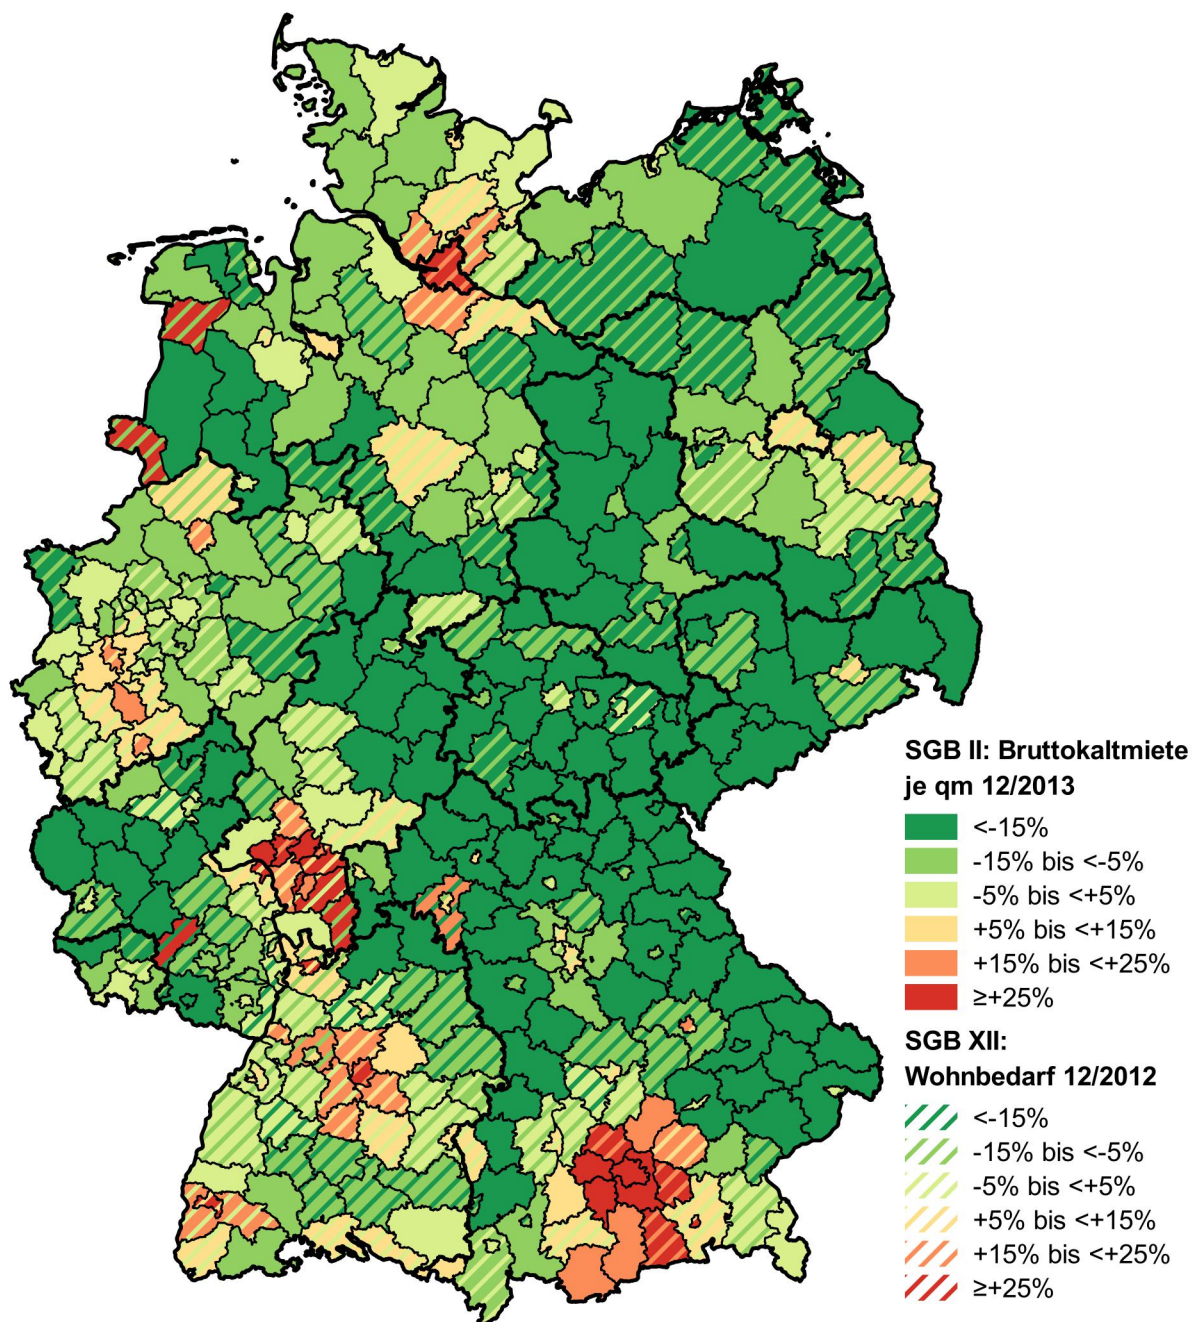 SGB II: Bruttokaltmiete
je qm 12/2013
<-15%
-15% bis <-5%
-5% bis <+5%
+5% bis <+15%
+15% bis <+25%
≥+25%
SGB XII:
Wohnbedarf 12/2012
<-15%
-15% bis <-5%
-5% bis <+5%
+5% bis <+15%
+15% bis <+25%
≥+25%